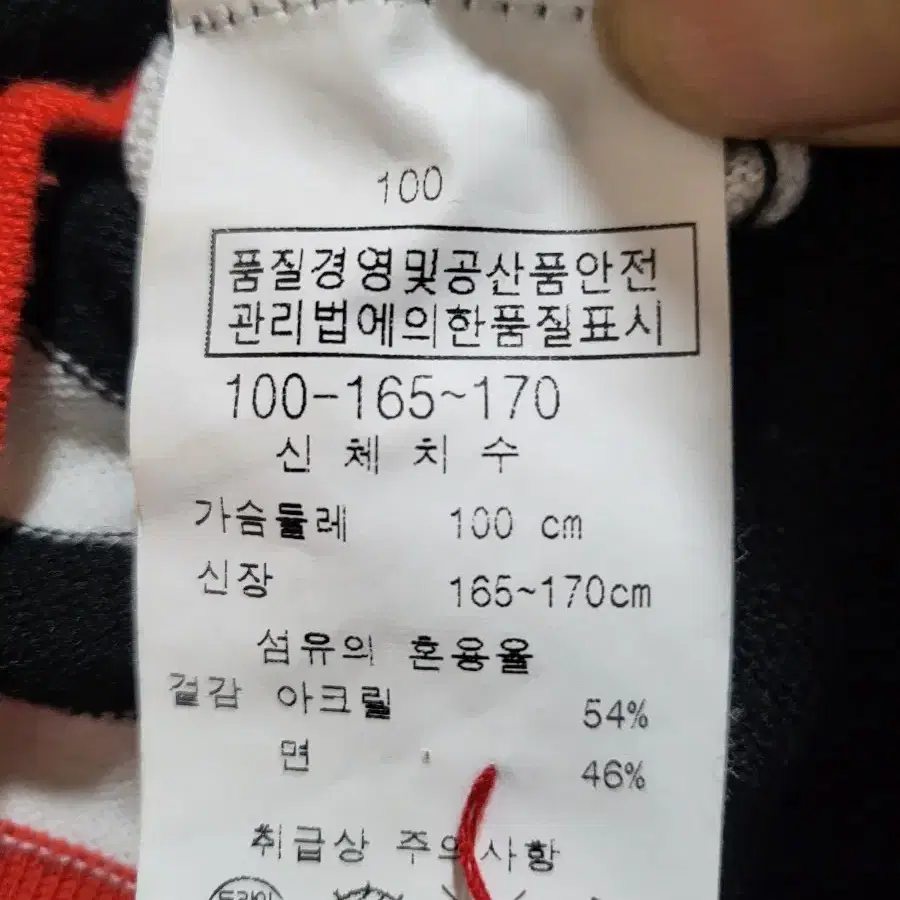 100
품질경영및공산품안전
관리법에의한품질표시
100-165~170
신 체 치 수
가슴둘레 100 cm
신장 165~170cm
섬유의 혼용율
겉감 아크릴 54%
면 46%
취급상 주의사항
드라이